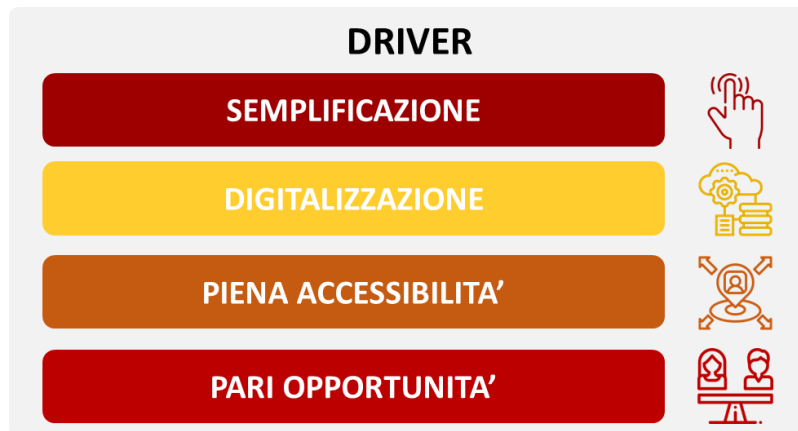 DRIVER
SEMPLIFICAZIONE
DIGITALIZZAZIONE
PIENA ACCESSIBILITA’
PARI OPPORTUNITA’